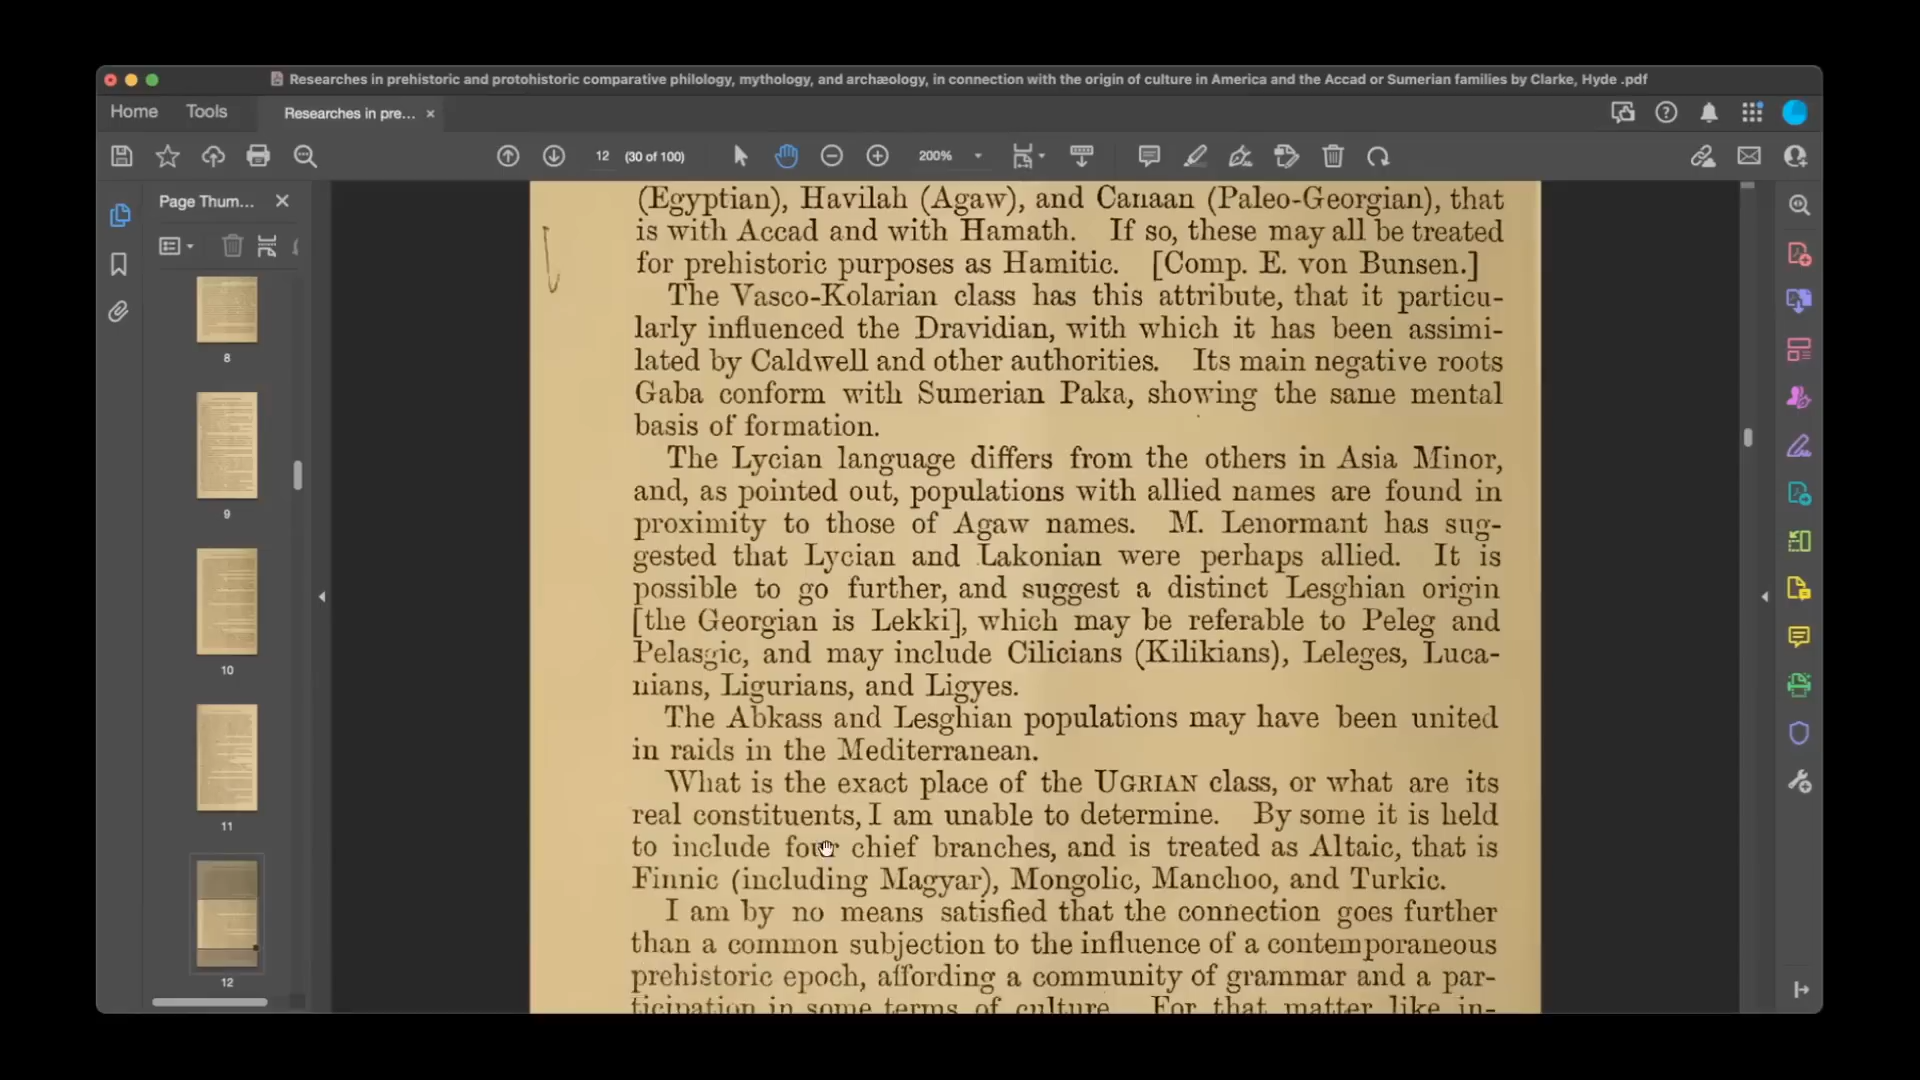 Researches in prehistoric and protohistoric comparative philology, mythology, and archæology, in connection with the origin of culture in America and the Accad or Sumerian families by Clarke, Hyde .pdf
Home Tools Researches in pre... ×
12 (30 of 100) 200%
Page Thum...
8
9
10
11
12
(Egyptian), Havilah (Agaw), and Canaan (Paleo-Georgian), that
is with Accad and with Hamath. If so, these may all be treated
for prehistoric purposes as Hamitic. [Comp. E. von Bunsen.]
The Vasco-Kolarian class has this attribute, that it particu-
larly influenced the Dravidian, with which it has been assimi-
lated by Caldwell and other authorities. Its main negative roots
Gaba conform with Sumerian Paka, showing the same mental
basis of formation.
The Lycian language differs from the others in Asia Minor,
and, as pointed out, populations with allied names are found in
proximity to those of Agaw names. M. Lenormant has sug-
gested that Lycian and Lakonian were perhaps allied. It is
possible to go further, and suggest a distinct Lesghian origin
[the Georgian is Lekki], which may be referable to Peleg and
Pelasgic, and may include Cilicians (Kilikians), Leleges, Luca-
nians, Ligurians, and Ligyes.
The Abkass and Lesghian populations may have been united
in raids in the Mediterranean.
What is the exact place of the UGRIAN class, or what are its
real constituents, I am unable to determine. By some it is held
to include four chief branches, and is treated as Altaic, that is
Finnic (including Magyar), Mongolic, Manchoo, and Turkic.
I am by no means satisfied that the connection goes further
than a common subjection to the influence of a contemporaneous
prehistoric epoch, affording a community of grammar and a par-
ticipation in some terms of culture. For that matter like in-